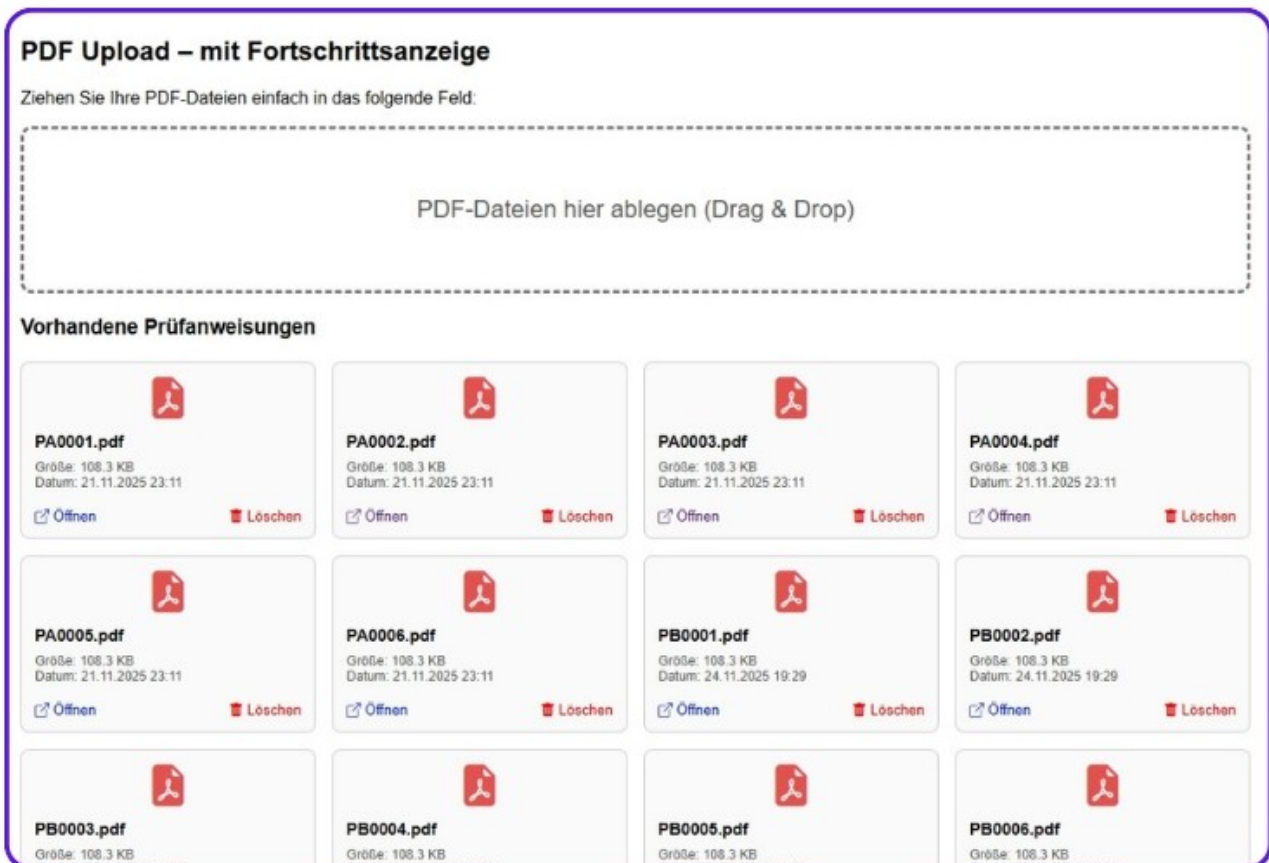 PDF Upload – mit Fortschrittsanzeige
Ziehen Sie Ihre PDF-Dateien einfach in das folgende Feld:
PDF-Dateien hier ablegen (Drag & Drop)
Vorhandene Prüfanweisungen
PA0001.pdf
Größe: 108.3 KB
Datum: 21.11.2025 23:11
Öffnen
Löschen
PA0002.pdf
Größe: 108.3 KB
Datum: 21.11.2025 23:11
Öffnen
Löschen
PA0003.pdf
Größe: 108.3 KB
Datum: 21.11.2025 23:11
Öffnen
Löschen
PA0004.pdf
Größe: 108.3 KB
Datum: 21.11.2025 23:11
Öffnen
Löschen
PA0005.pdf
Größe: 108.3 KB
Datum: 21.11.2025 23:11
Öffnen
Löschen
PA0006.pdf
Größe: 108.3 KB
Datum: 21.11.2025 23:11
Öffnen
Löschen
PB0001.pdf
Größe: 108.3 KB
Datum: 24.11.2025 19:29
Öffnen
Löschen
PB0002.pdf
Größe: 108.3 KB
Datum: 24.11.2025 19:29
Öffnen
Löschen
PB0003.pdf
Größe: 108.3 KB
PB0004.pdf
Größe: 108.3 KB
PB0005.pdf
Größe: 108.3 KB
PB0006.pdf
Größe: 108.3 KB